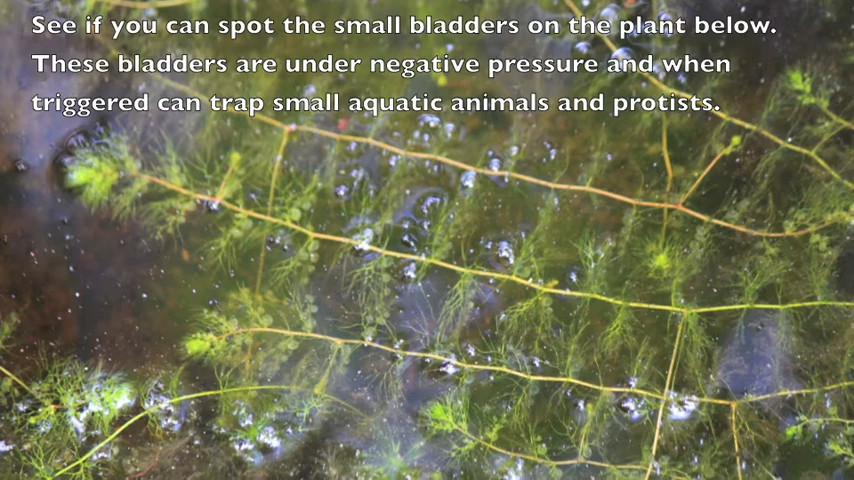 See if you can spot the small bladders on the plant below.
These bladders are under negative pressure and when
triggered can trap small aquatic animals and protists.